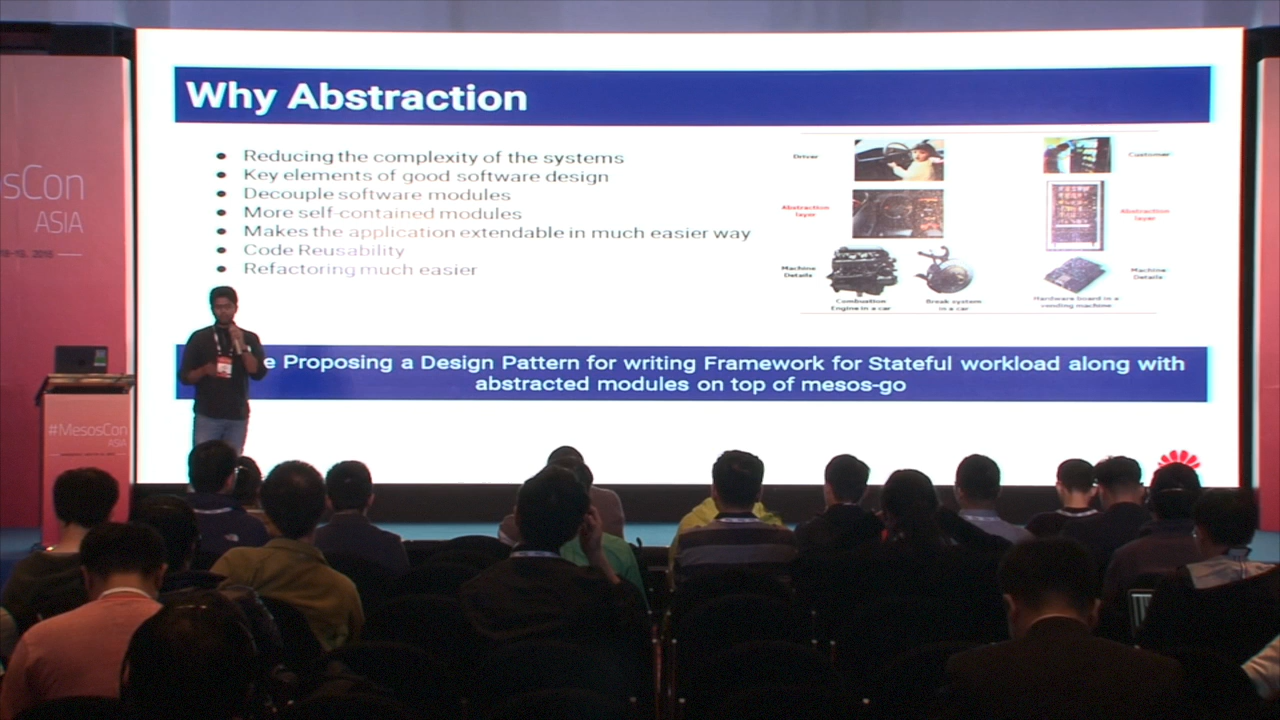 Why Abstraction
Reducing the complexity of the systems
Key elements of good software design
Decouple software modules
More self-contained modules
Makes the application extendable in much easier way
Code Reusability
Refactoring much easier
Driver
Customer
Abstraction
layer
Abstraction
layer
Machine
Details
Machine
Details
Combustion
Engine in a car
Break system
in a car
Hardware board in a
vending machine
e Proposing a Design Pattern for writing Framework for Stateful workload along with
abstracted modules on top of mesos-go
sCon
ASIA
18-19, 2016
#MesosCon
ASIA